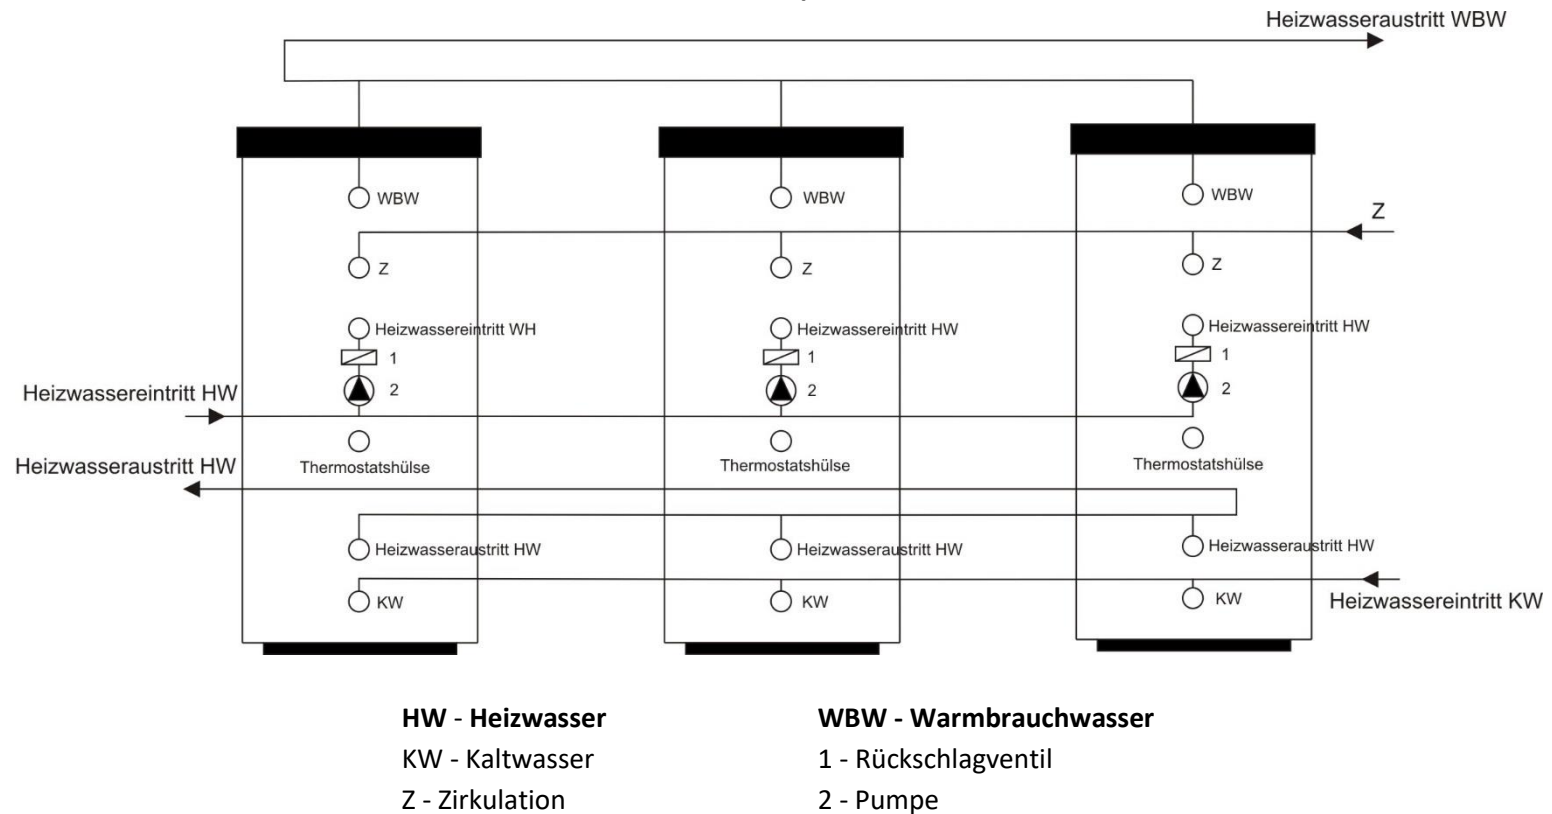 Heizwasseraustritt WBW
WBW
WBW
WBW
Z
Z
Z
Z
Heizwassereintritt WH
Heizwassereintritt HW
Heizwassereintritt HW
1
1
1
Heizwassereintritt HW
2
2
2
Heizwasseraustritt HW
Thermostatshülse
Thermostatshülse
Thermostatshülse
Heizwasseraustritt HW
Heizwasseraustritt HW
Heizwasseraustritt HW
KW
KW
KW
Heizwassereintritt KW
HW - Heizwasser
WBW - Warmbrauchwasser
KW - Kaltwasser
1 - Rückschlagventil
Z - Zirkulation
2 - Pumpe